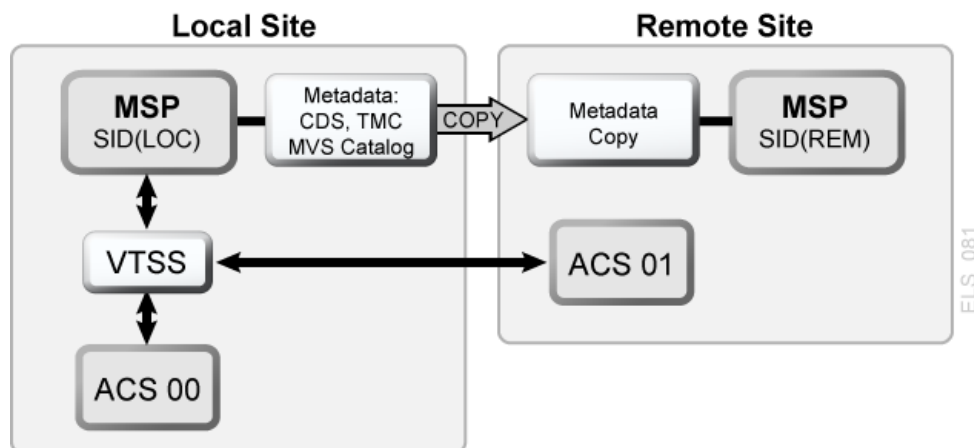 Local Site
Remote Site
MSP
SID(LOC)
Metadata:
CDS, TMC
MVS Catalog
COPY
Metadata
Copy
MSP
SID(REM)
VTSS
ACS 01
ACS 00
ELS_081